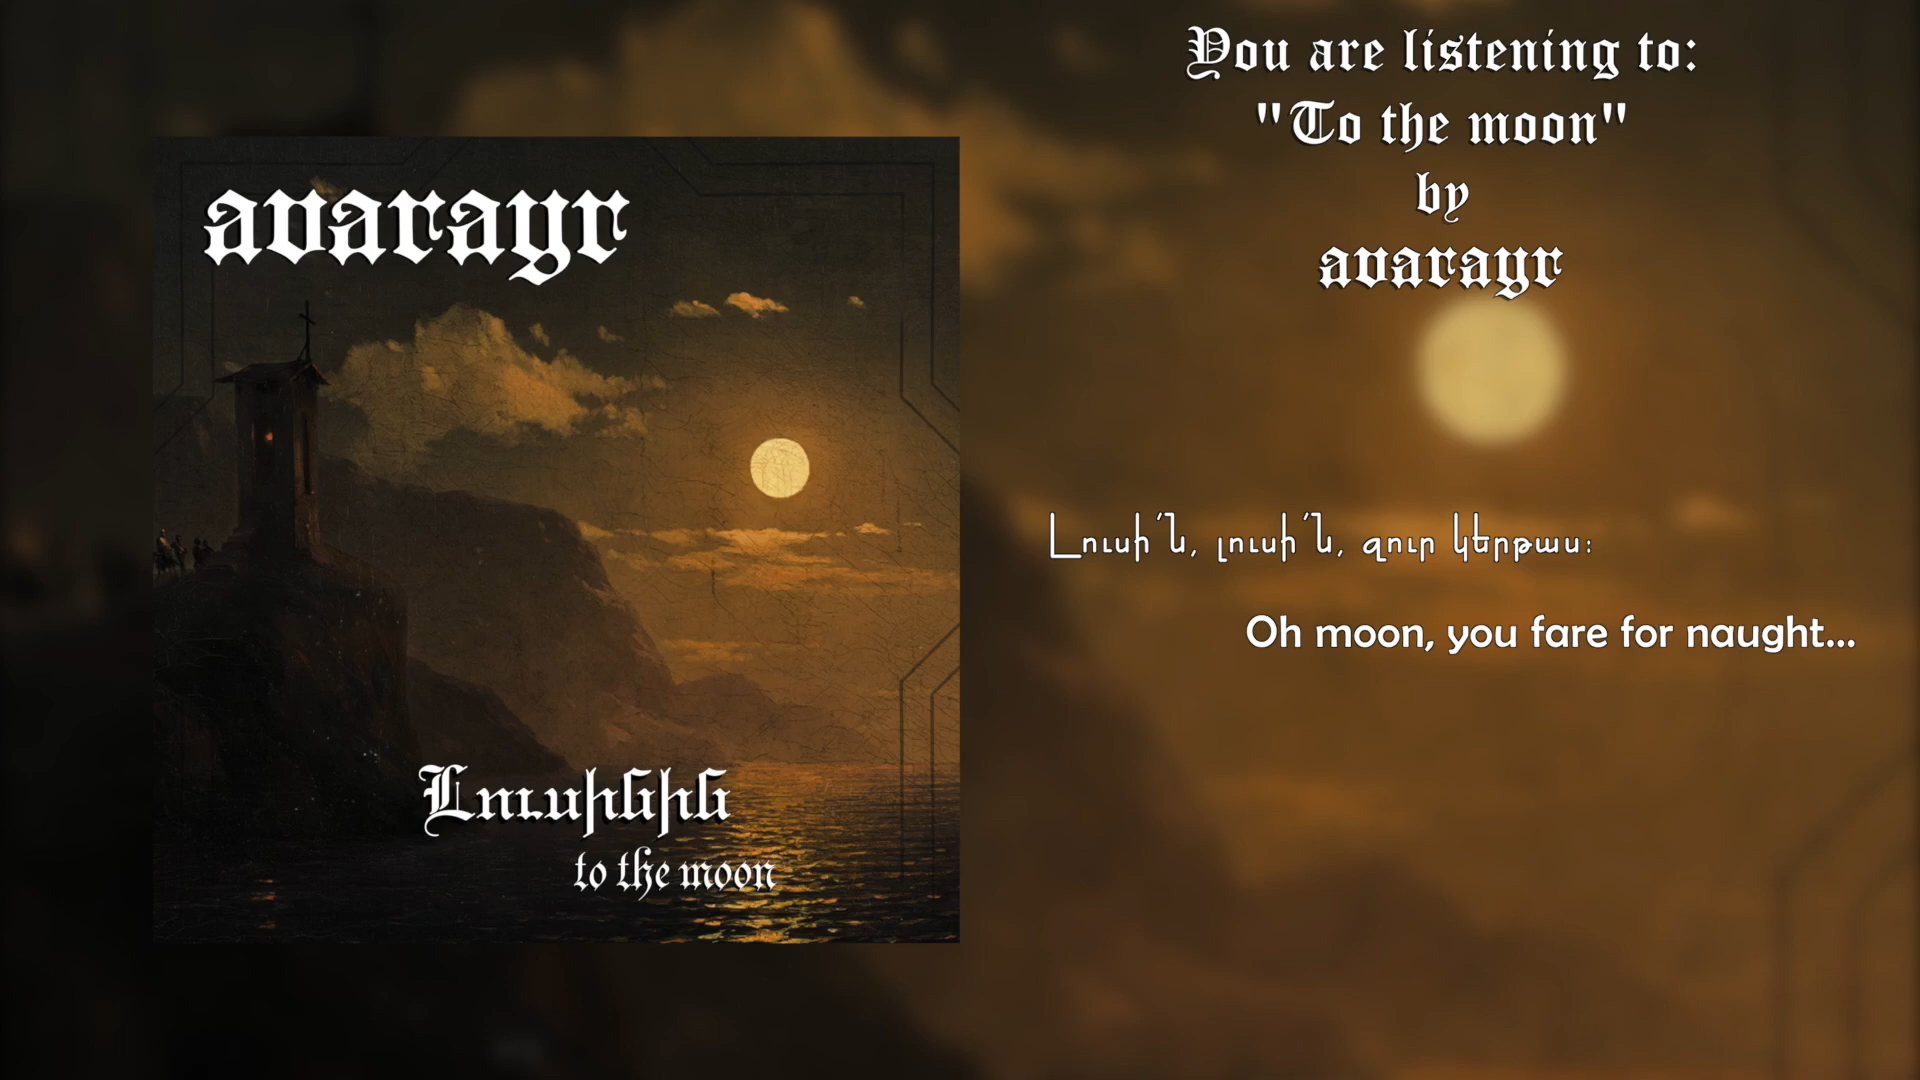 avarayr
Լուսինին
to the moon
You are listening to:
"To the moon"
by
avarayr
Լուսի՜ն, լուսի՜ն, զուր կերթաս։
Oh moon, you fare for naught...